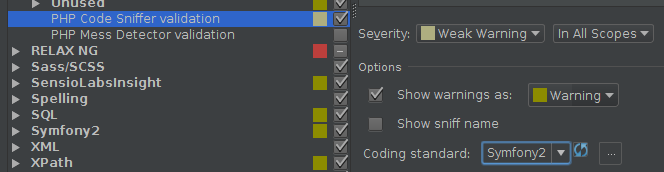 Unused
PHP Code Sniffer validation
PHP Mess Detector validation
RELAX NG
Sass/SCSS
SensioLabsInsight
Spelling
SQL
Symfony2
XML
XPath
Severity: Weak Warning In All Scopes
Options
Show warnings as: Warning
Show sniff name
Coding standard: Symfony2 ...